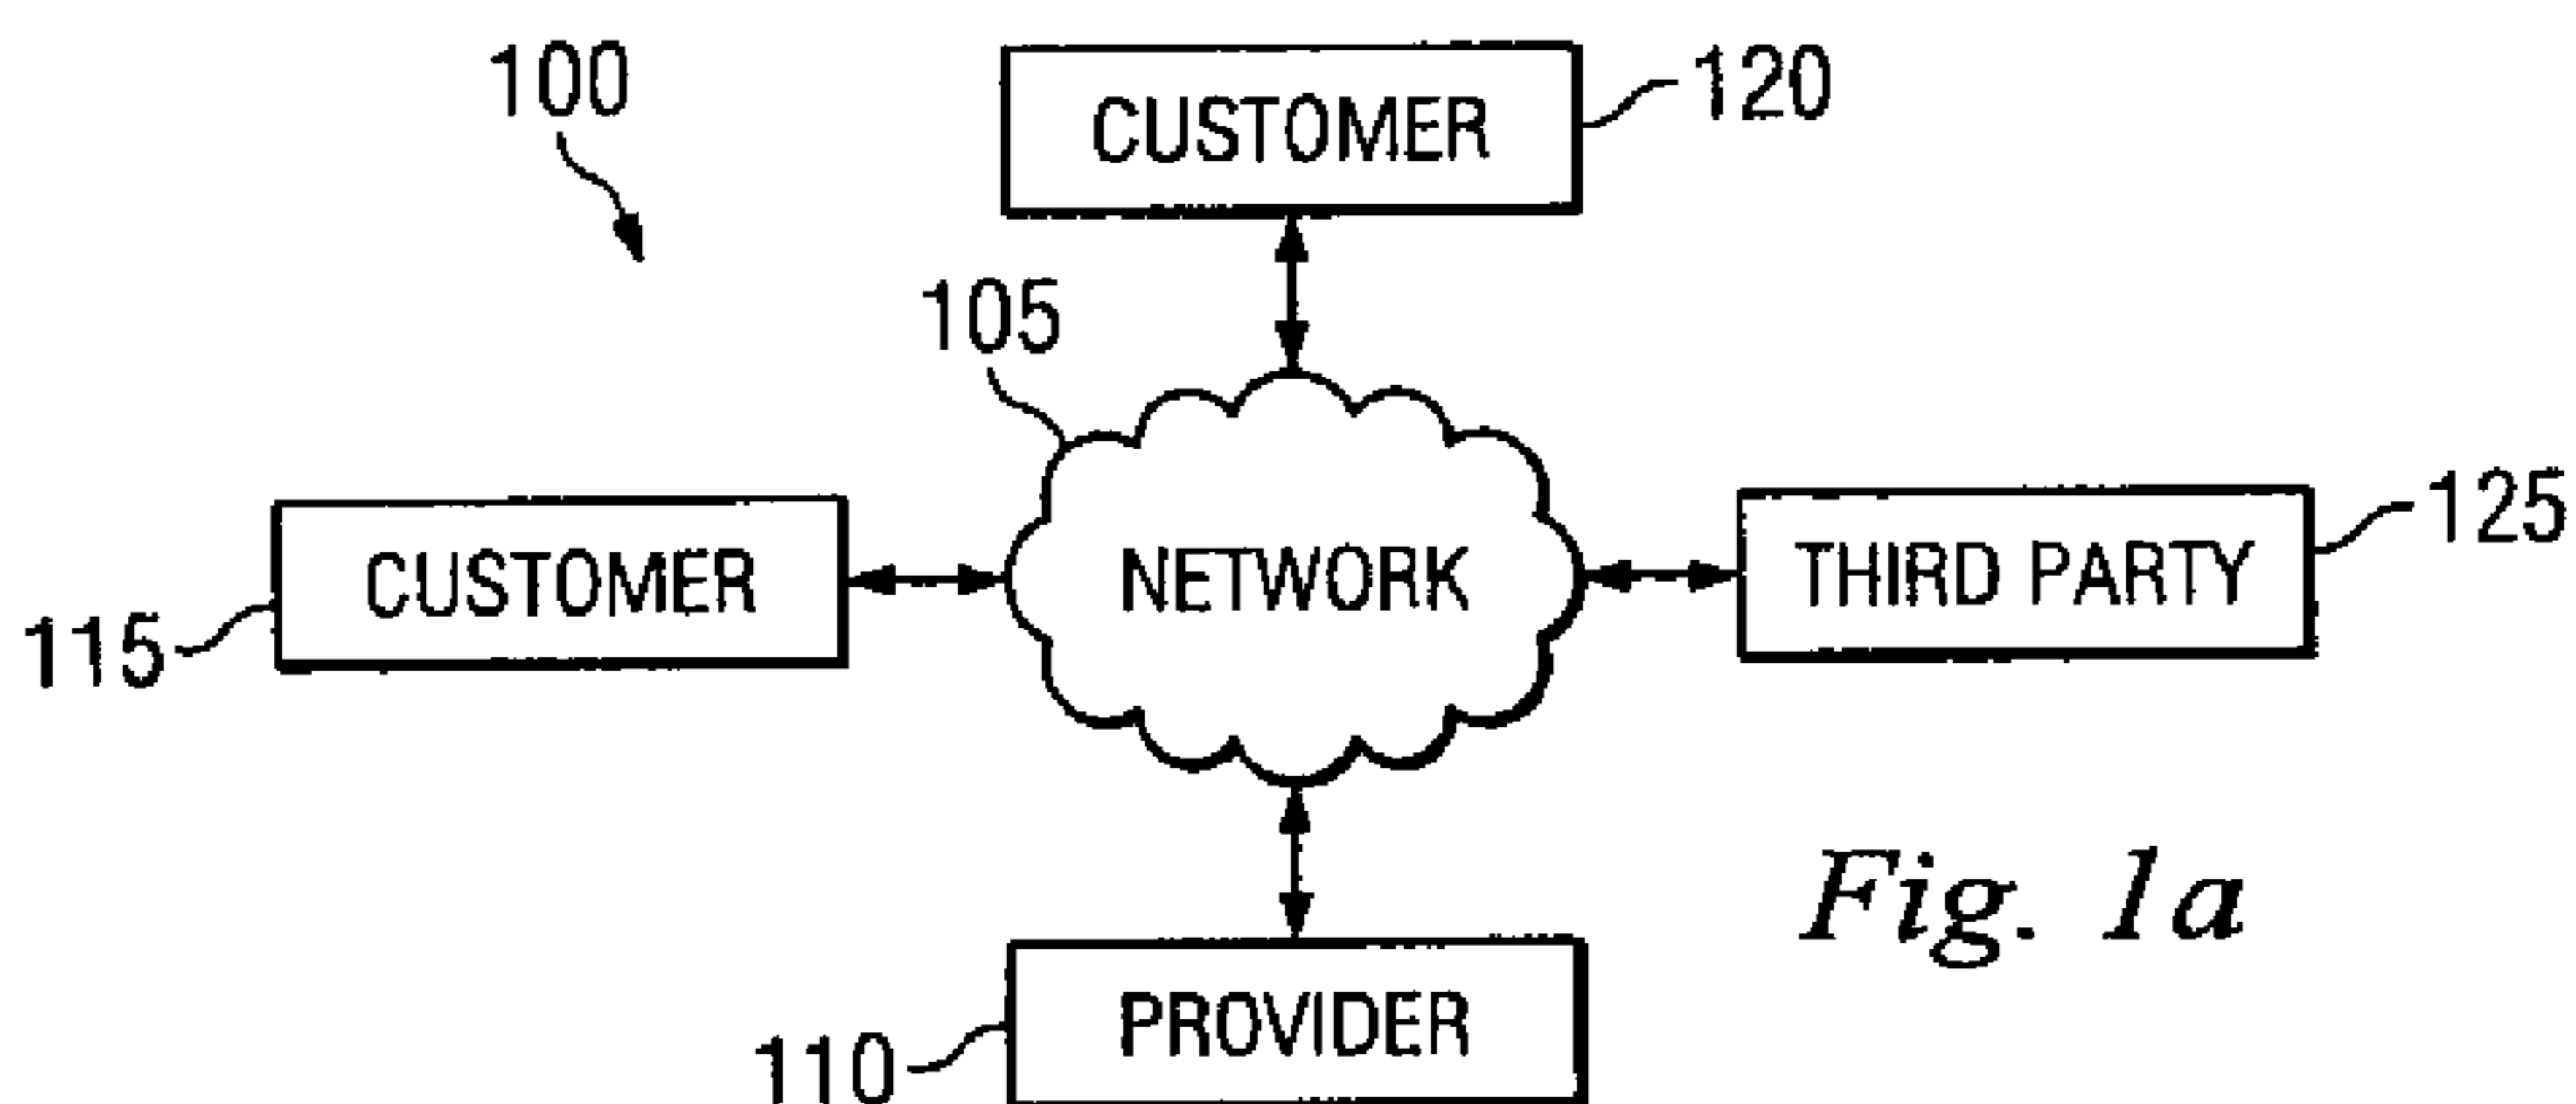 100
CUSTOMER
120
105
CUSTOMER
115
NETWORK
THIRD PARTY
125
PROVIDER
110
Fig. 1a